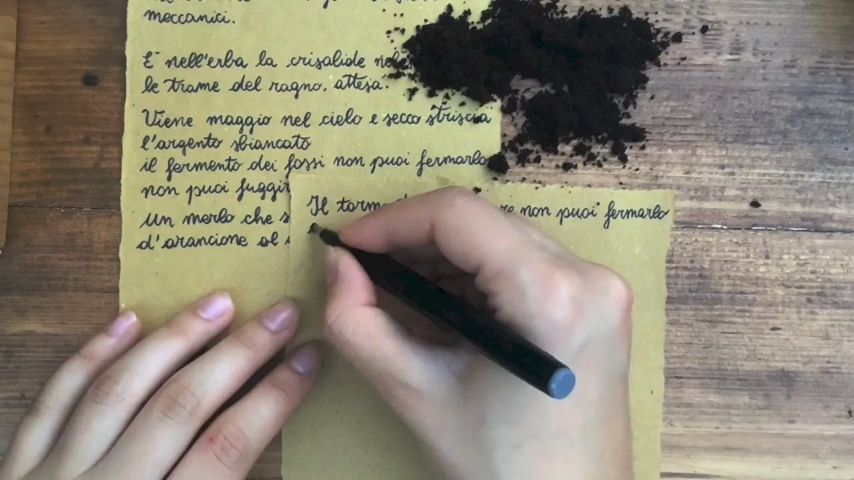 meccanici.
E nell'erba la crisalide
le trame del ragno, attesa.
Viene maggio nel cielo e secco striscia
l'argento sbiancato
il fermento dei fossi non puoi fermarlo
non puoi
un merlo che
d'arancione al
Il non puoi fermarlo